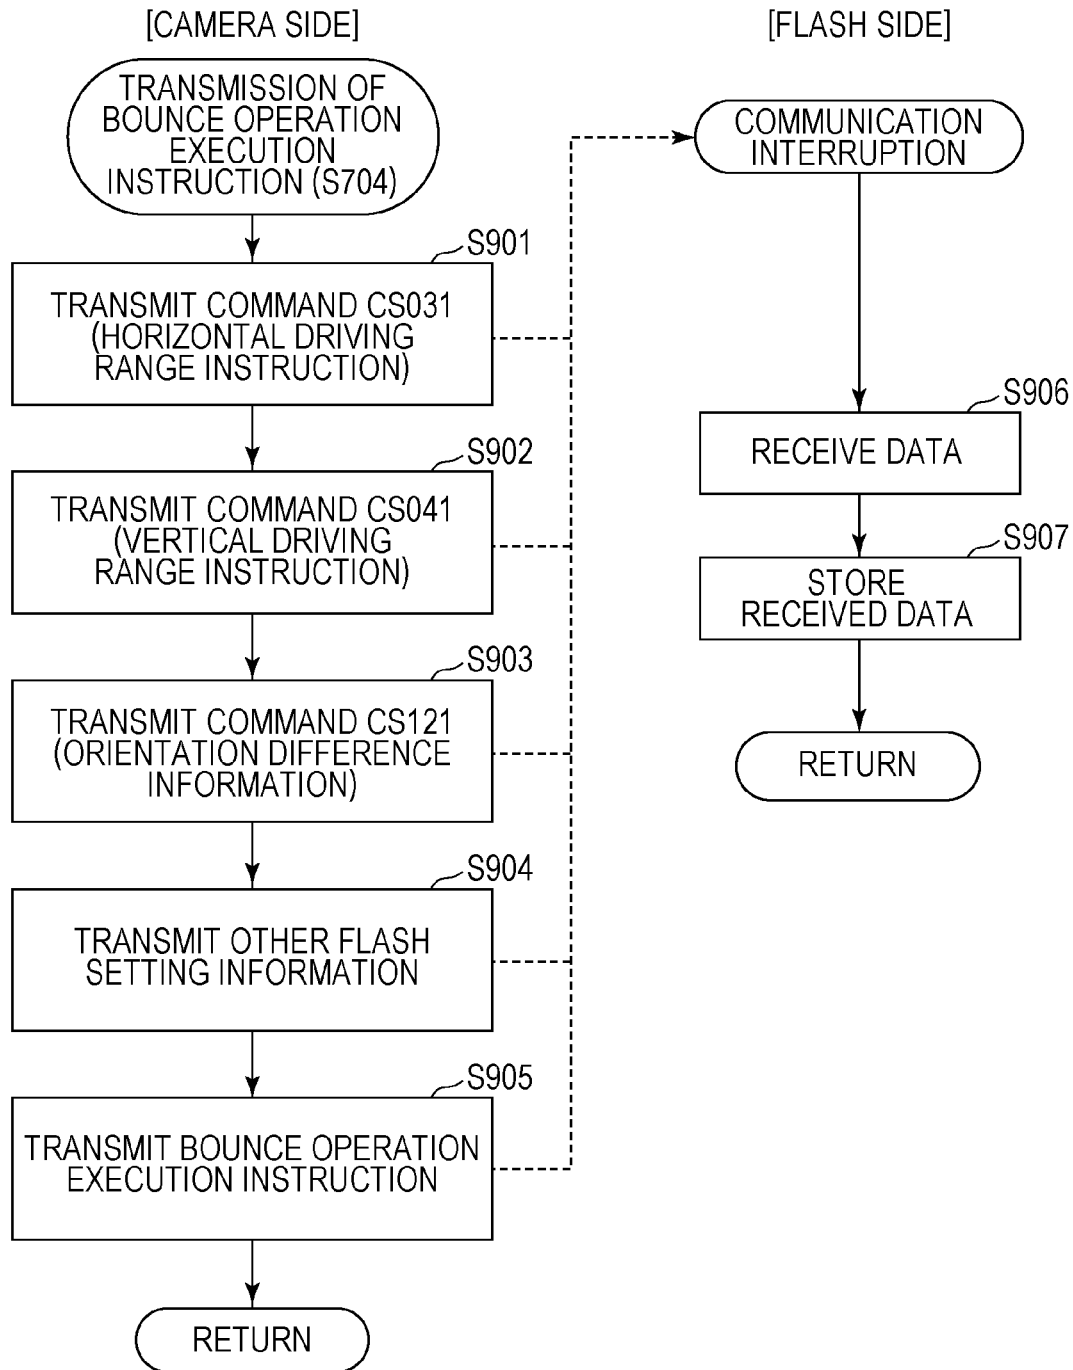 [CAMERA SIDE]
TRANSMISSION OF
BOUNCE OPERATION
EXECUTION
INSTRUCTION (S704)
S901
TRANSMIT COMMAND CS031
(HORIZONTAL DRIVING
RANGE INSTRUCTION)
S902
TRANSMIT COMMAND CS041
(VERTICAL DRIVING
RANGE INSTRUCTION)
S903
TRANSMIT COMMAND CS121
(ORIENTATION DIFFERENCE
INFORMATION)
S904
TRANSMIT OTHER FLASH
SETTING INFORMATION
S905
TRANSMIT BOUNCE OPERATION
EXECUTION INSTRUCTION
RETURN
[FLASH SIDE]
COMMUNICATION
INTERRUPTION
S906
RECEIVE DATA
S907
STORE
RECEIVED DATA
RETURN